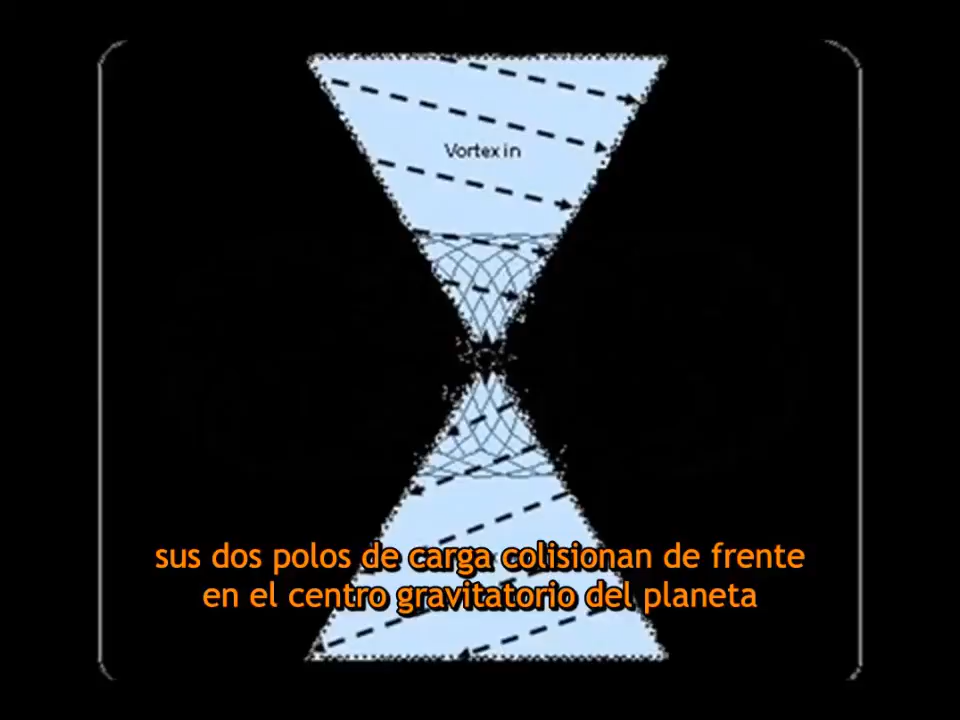 Vortex in
sus dos polos de carga colisionan de frente
en el centro gravitatorio del planeta